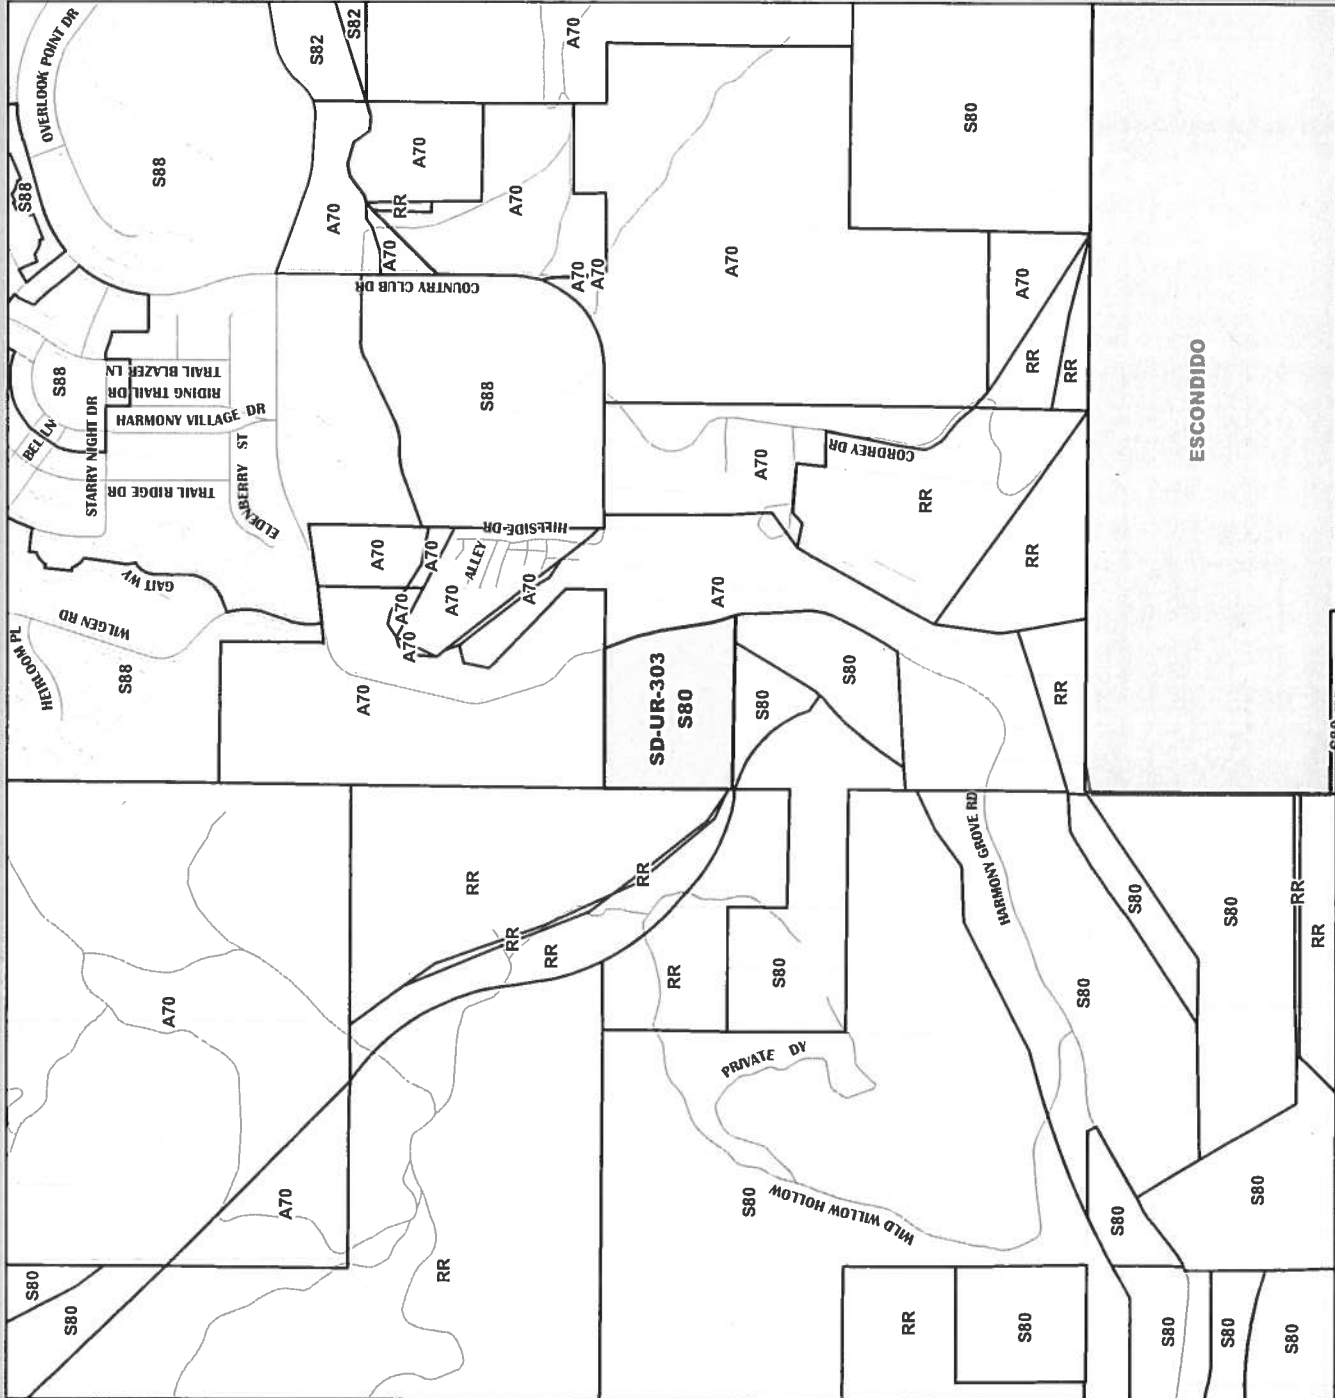 OVERLOOK POINT DR
S82
S82
A70
S88
S88
A70
A70
RR
A70
A70
S80
COUNTRY CLUB DR
A70
A70
A70
A70
RR
RR
ESCONDIDO
S88
BEL LN
STARRY NIGHT DR
TRAIL BLAZER LN
RIDING TRAIL DR
HARMONY VILLAGE DR
TRAIL RIDGE DR
ELDENBERRY ST
S88
CORDREY DR
A70
RR
RR
HILLSIDE DR
ALLEY
A70
A70
A70
A70
A70
A70
A70
GAIT WY
WILGEN RD
HEIRLOOM PL
S88
A70
SD-UR-303
S80
S80
S80
RR
S80
A70
RR
RR
RR
RR
RR
S80
HARMONY GROVE RD
S80
S80
S80
RR
RR
PRIVATE DY
WILD WILLOW HOLLOW
A70
RR
S80
S80
S80
S80
S80
RR
S80
S80
S80
S80